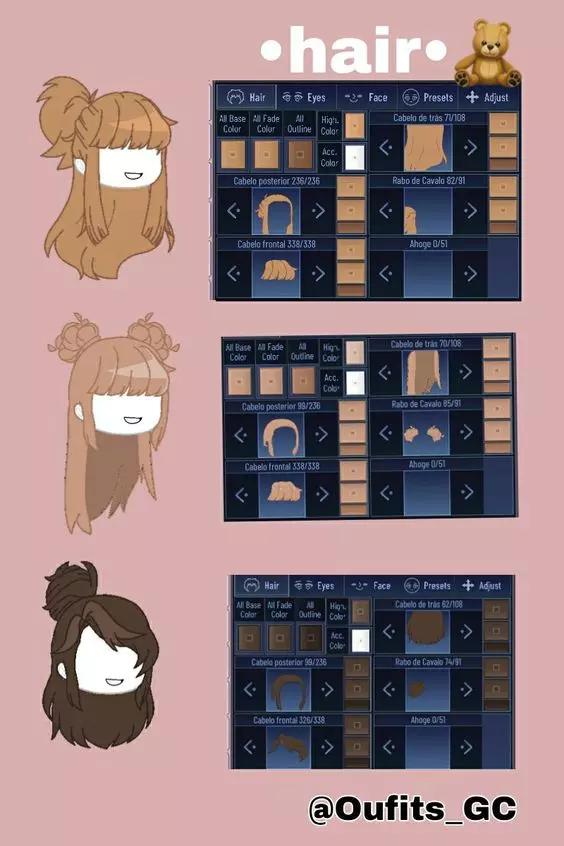 •hair•
Hair Eyes Face Presets Adjust
All Base Color All Fade Color All Outline High. Color
Acc. Color
Cabelo de trás 71/108
Cabelo posterior 236/236
Rabo de Cavalo 82/91
Cabelo frontal 338/338
Ahoge 0/51
All Base Color All Fade Color All Outline High. Color
Acc. Color
Cabelo de trás 70/108
Cabelo posterior 99/236
Rabo de Cavalo 85/91
Cabelo frontal 338/338
Ahoge 0/51
Hair Eyes Face Presets Adjust
All Base Color All Fade Color All Outline High. Color
Acc. Color
Cabelo de trás 62/108
Cabelo posterior 99/236
Rabo de Cavalo 74/91
Cabelo frontal 326/338
Ahoge 0/51
@Oufits_GC